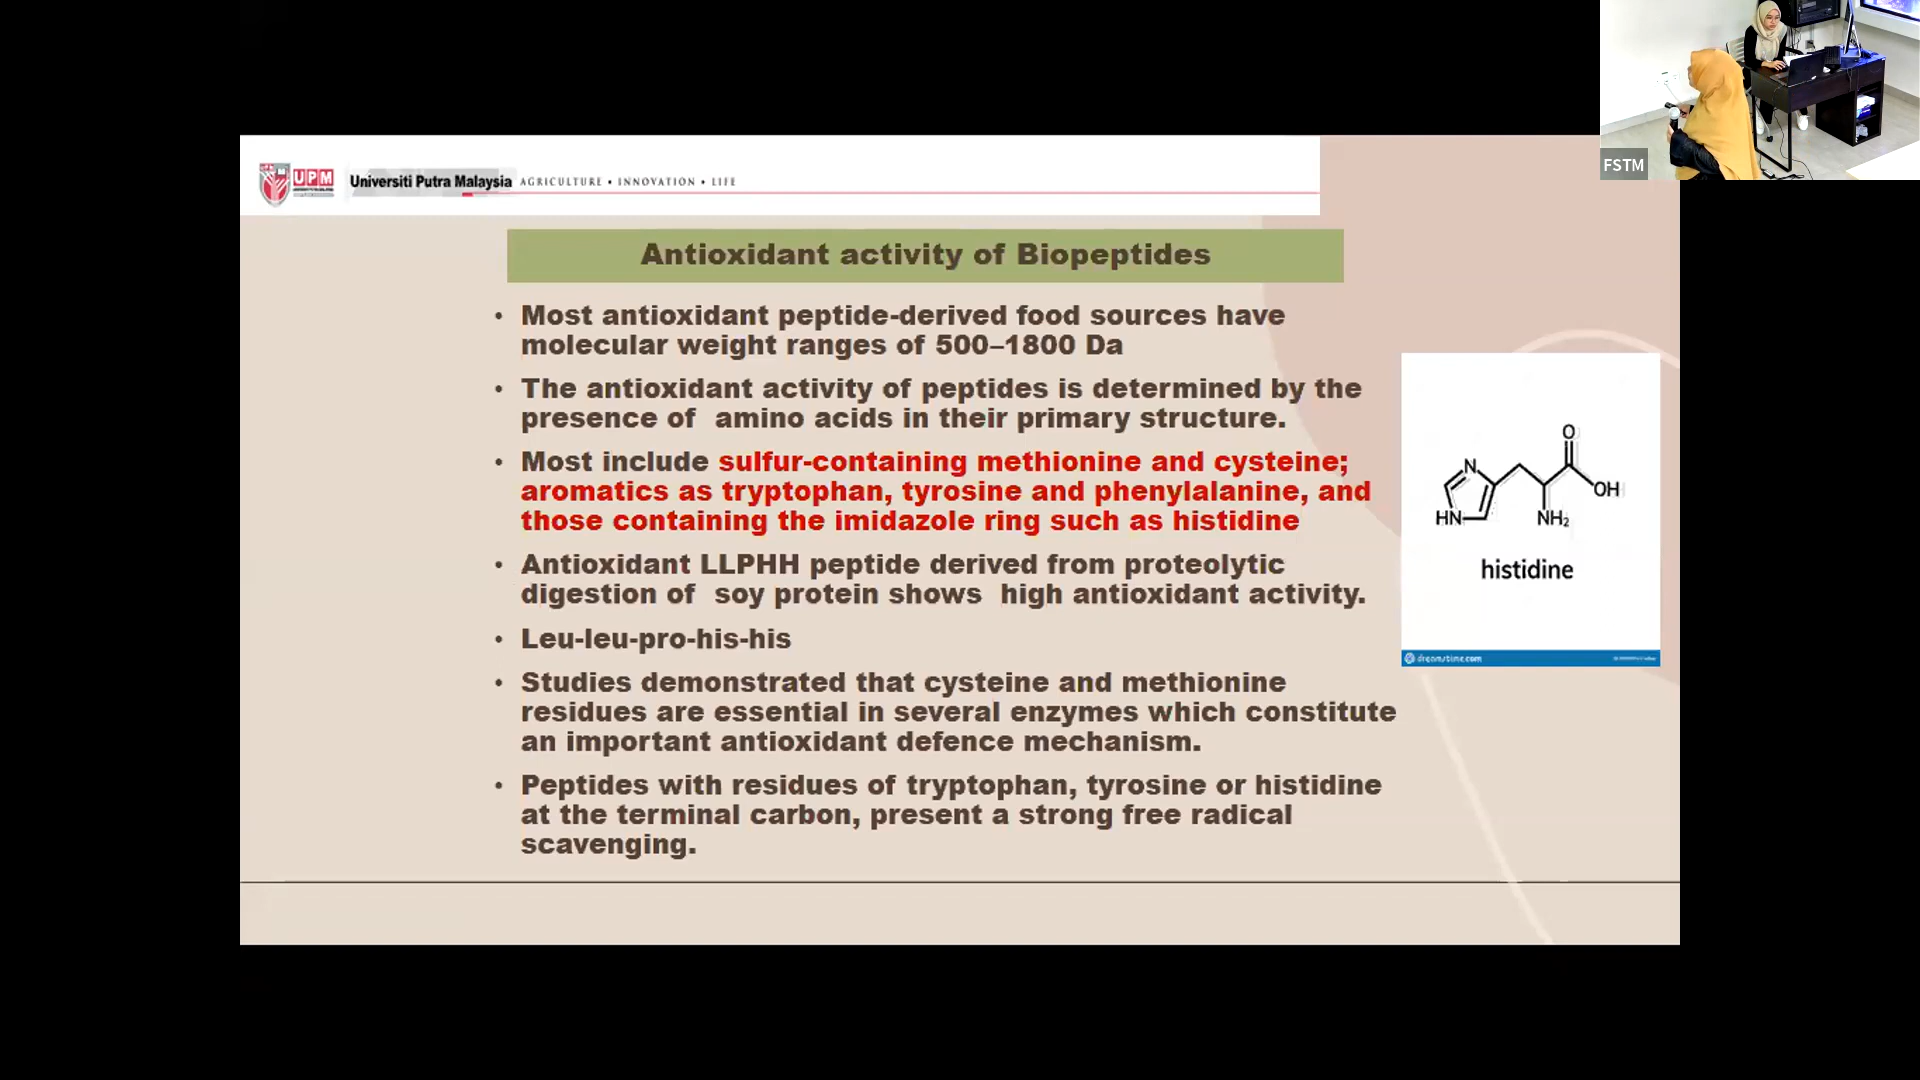 FSTM
UPM
Universiti Putra Malaysia AGRICULTURE • INNOVATION • LIFE
Antioxidant activity of Biopeptides
• Most antioxidant peptide-derived food sources have
molecular weight ranges of 500–1800 Da
• The antioxidant activity of peptides is determined by the
presence of amino acids in their primary structure.
• Most include sulfur-containing methionine and cysteine;
aromatics as tryptophan, tyrosine and phenylalanine, and
those containing the imidazole ring such as histidine
• Antioxidant LLPHH peptide derived from proteolytic
digestion of soy protein shows high antioxidant activity.
• Leu-leu-pro-his-his
• Studies demonstrated that cysteine and methionine
residues are essential in several enzymes which constitute
an important antioxidant defence mechanism.
• Peptides with residues of tryptophan, tyrosine or histidine
at the terminal carbon, present a strong free radical
scavenging.
O
N
OH
HN
NH₂
histidine
dreamstime.com